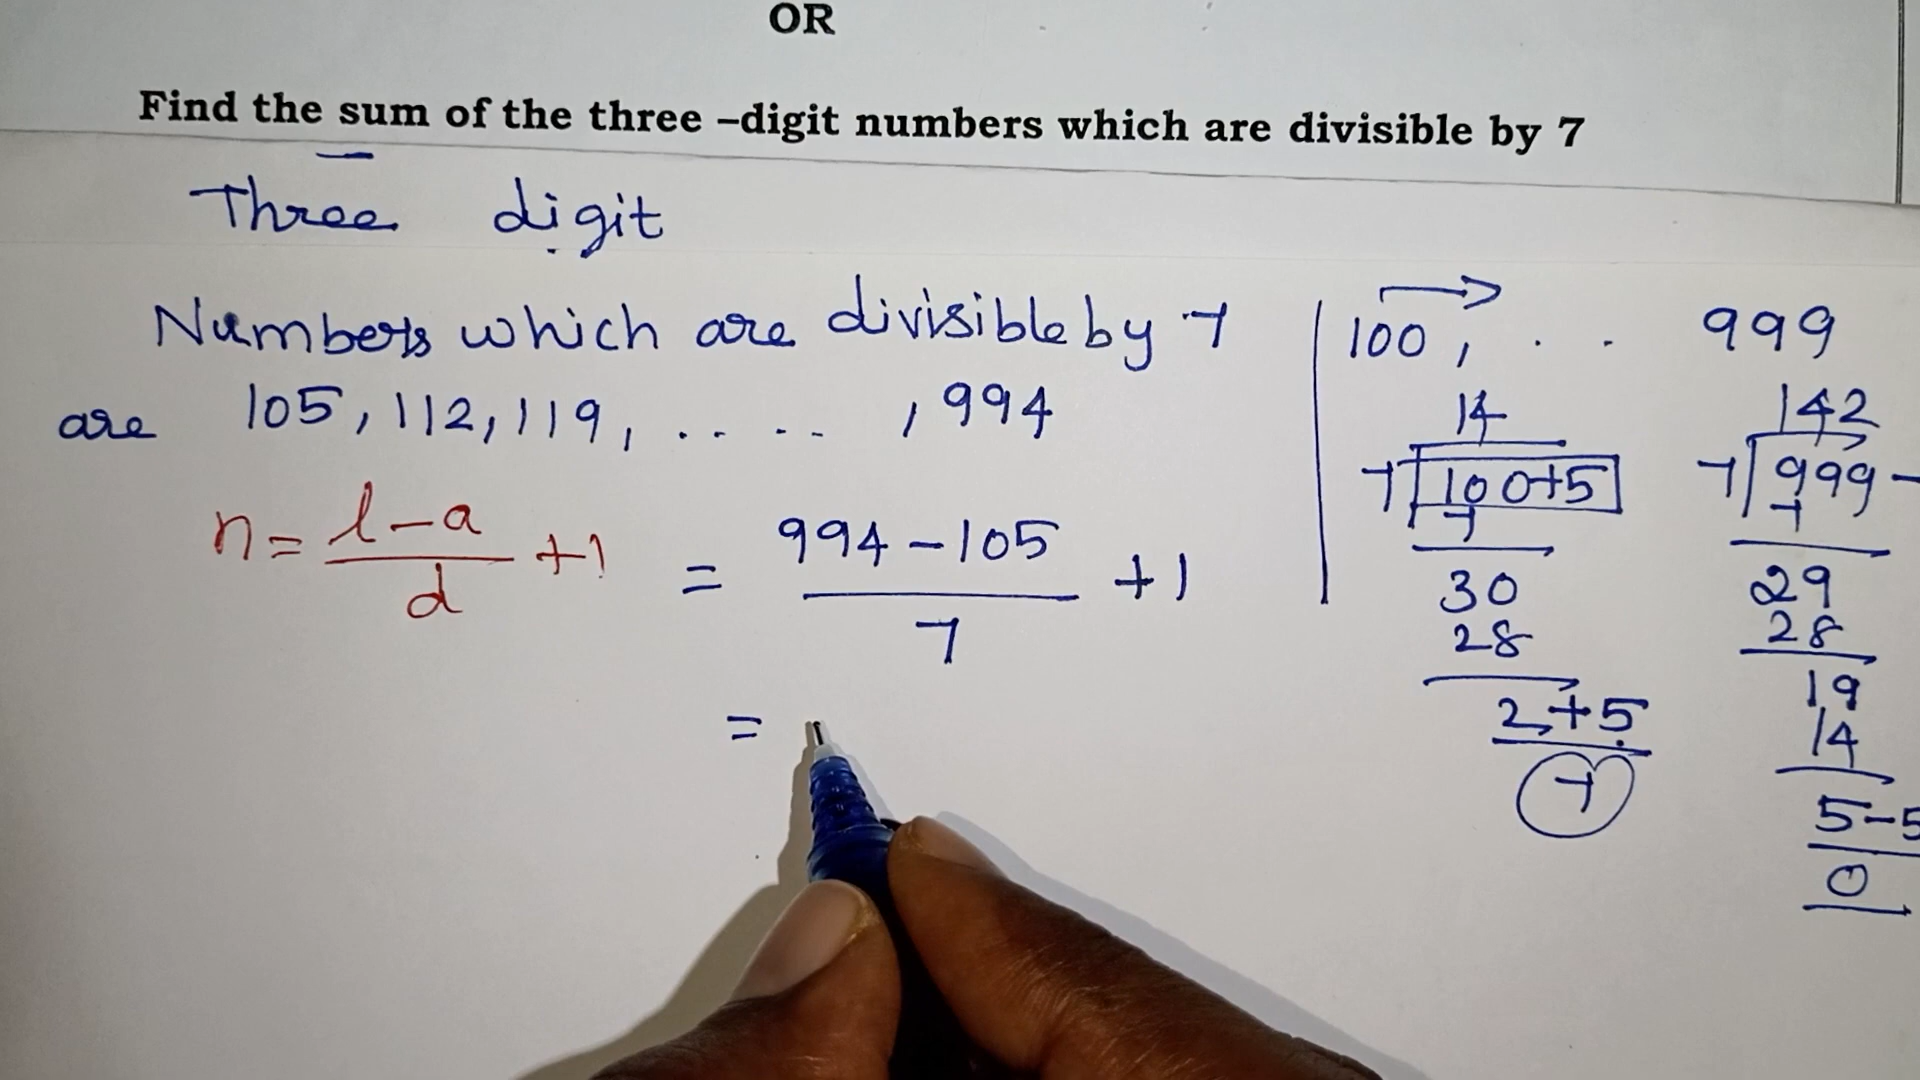 OR
Find the sum of the three –digit numbers which are divisible by 7
Three digit
Numbers which are divisible by 7
are 105, 112, 119, . . . . , 994
n = l - a / d + 1 = 994 - 105 / 7 + 1
=
100, . . 999
14
7 100+5
7
30
28
2+5
7
142
7 999 -
7
29
28
19
14
5-5
0